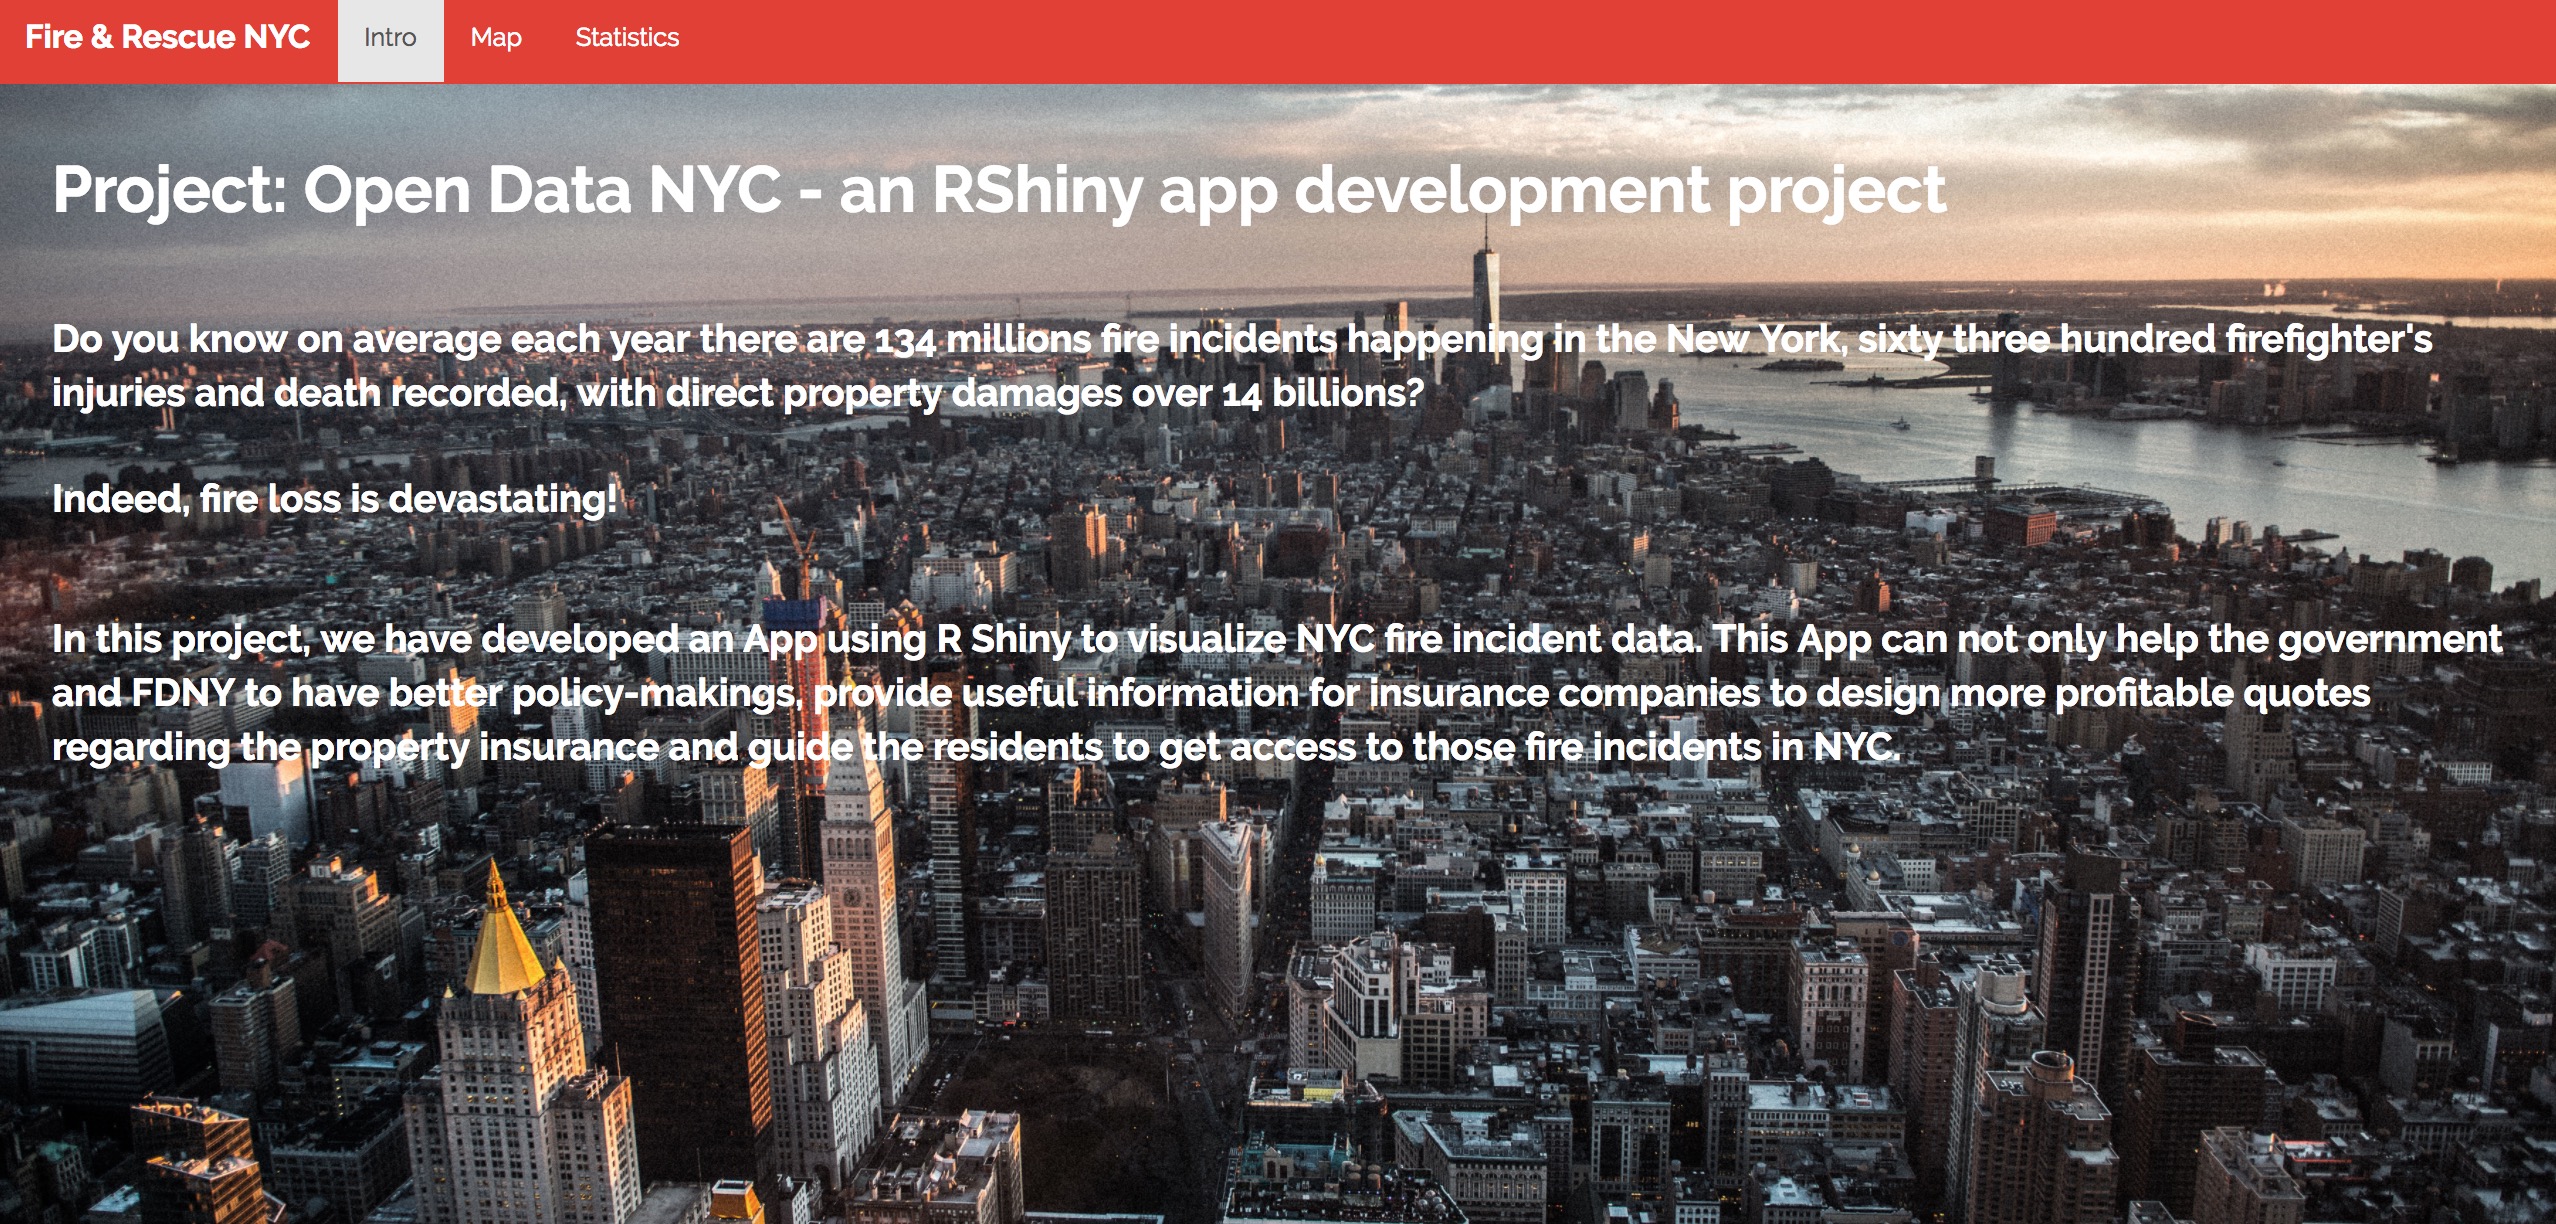 Fire & Rescue NYC Intro Map Statistics
Project: Open Data NYC - an RShiny app development project
Do you know on average each year there are 134 millions fire incidents happening in the New York, sixty three hundred firefighter's
injuries and death recorded, with direct property damages over 14 billions?
Indeed, fire loss is devastating!
In this project, we have developed an App using R Shiny to visualize NYC fire incident data. This App can not only help the government
and FDNY to have better policy-makings, provide useful information for insurance companies to design more profitable quotes
regarding the property insurance and guide the residents to get access to those fire incidents in NYC.